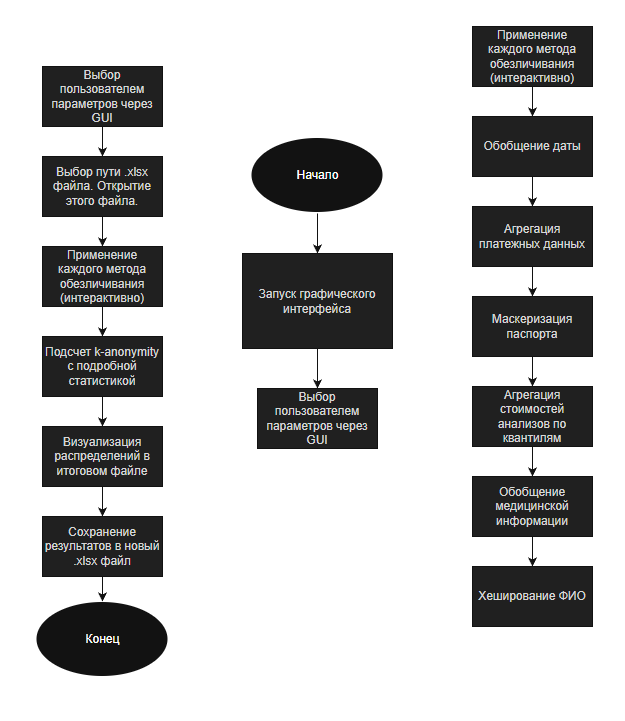 Выбор
пользователем
параметров через
GUI
Выбор пути .xlsx
файла. Открытие
этого файла.
Применение
каждого метода
обезличивания
(интерактивно)
Подсчет k-anonymity
с подробной
статистикой
Визуализация
распределений в
итоговом файле
Сохранение
результатов в новый
.xlsx файл
Конец
Начало
Запуск графического
интерфейса
Выбор
пользователем
параметров через
GUI
Применение
каждого метода
обезличивания
(интерактивно)
Обобщение даты
Агрегация
платежных данных
Маскеризация
паспорта
Агрегация
стоимостей
анализов по
квантилям
Обобщение
медицинской
информации
Хеширование ФИО